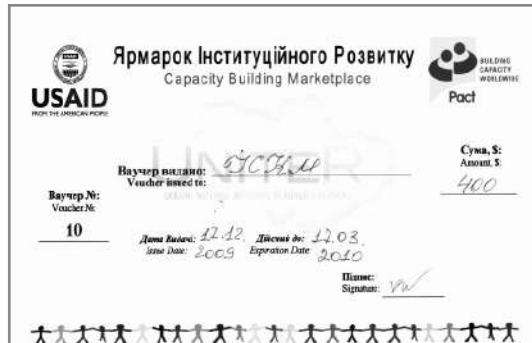 Ярмарок Інституційного Розвитку
Capacity Building Marketplace
USAID
FROM THE AMERICAN PEOPLE
BUILDING
CAPACITY
WORLDWIDE
Pact
UNITER
Ваучер видано:
Voucher issued to:
Сума, $:
Amount, $:
400
Ваучер №:
Voucher №:
10
Дата Видачі: 17.12. Дійсний до: 17.03.
Issue Date: 2009 Expiration Date: 2010
Підпис:
Signature: